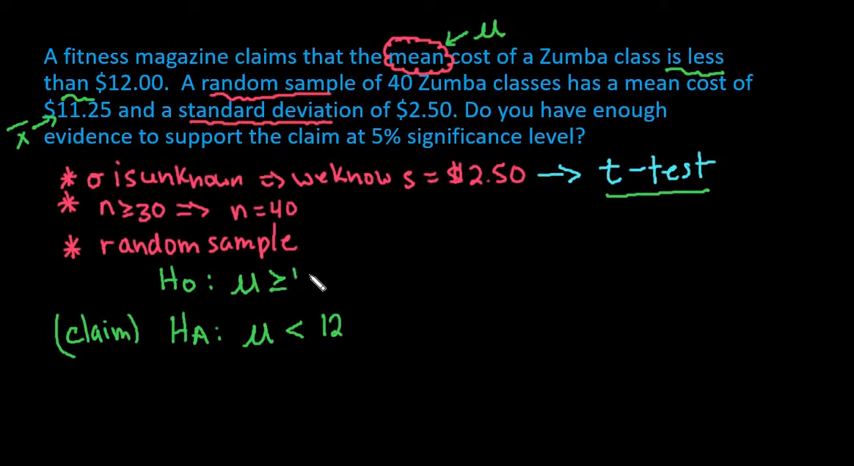 μ
A fitness magazine claims that the mean cost of a Zumba class is less
than $12.00. A random sample of 40 Zumba classes has a mean cost of
$11.25 and a standard deviation of $2.50. Do you have enough
x̅ evidence to support the claim at 5% significance level?
* σ is unknown ⇒ we know s = $2.50 → t-test
* n≥30 ⇒ n=40
* random sample
H₀: μ ≥ 1
(claim) Hᴀ: μ < 12